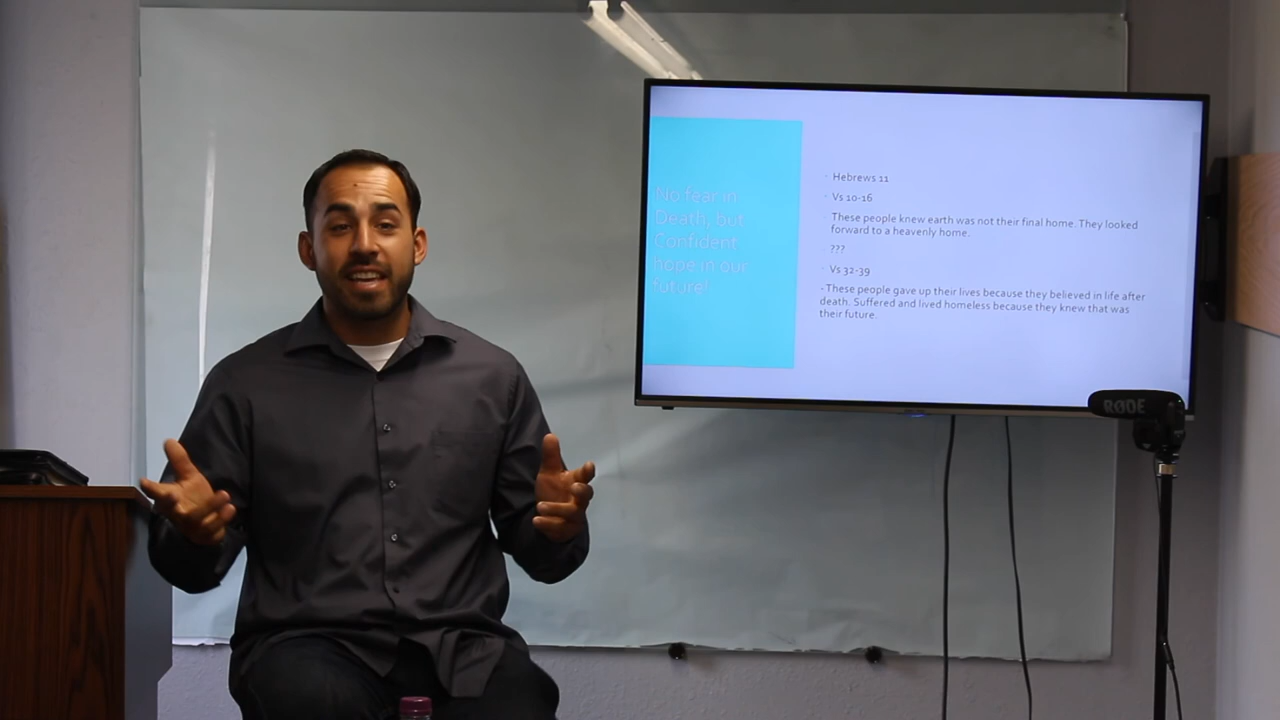 No fear in
Death, but
Confident
hope in our
future!
Hebrews 11
Vs 10-16
These people knew earth was not their final home. They looked
forward to a heavenly home.
???
Vs 32-39
- These people gave up their lives because they believed in life after
death. Suffered and lived homeless because they knew that was
their future.
RØDE